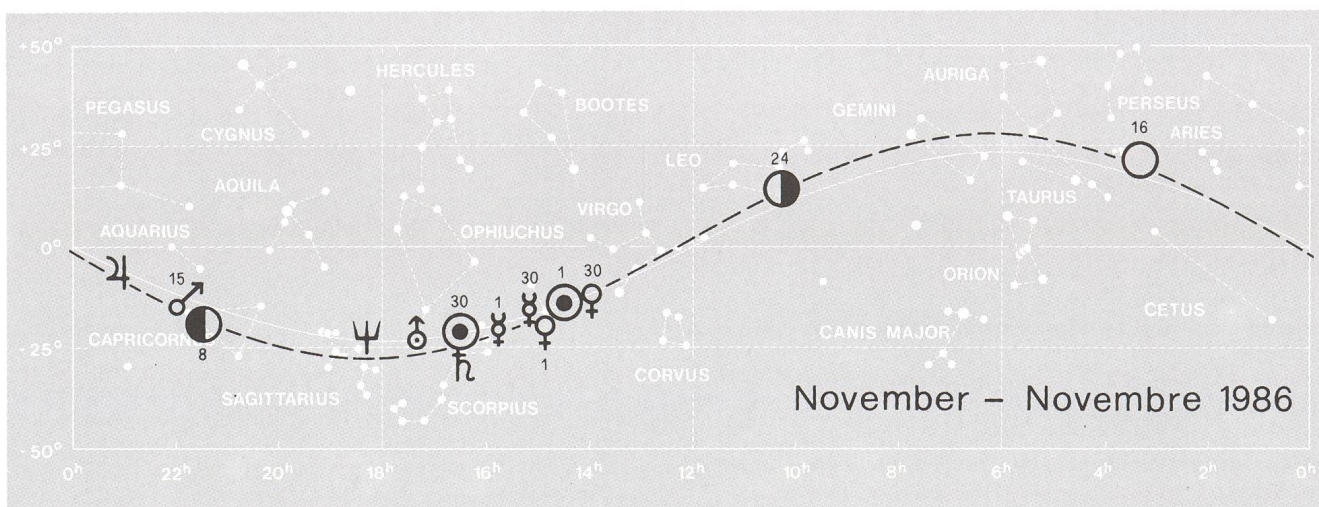 +50°
HERCULES
AURIGA
PEGASUS
BOOTES
GEMINI
PERSEUS
CYGNUS
16
ARIES
+25°
24
LEO
AQUILA
TAURUS
VIRGO
AQUARIUS
OPHIUCHUS
0°
15
30
1
30
ORION
30
1
CETUS
CAPRICORN
8
CANIS MAJOR
-25°
1
CORVUS
SAGITTARIUS
SCORPIUS
November – Novembre 1986
-50°
0h 22h 20h 18h 16h 14h 12h 10h 8h 6h 4h 2h 0h